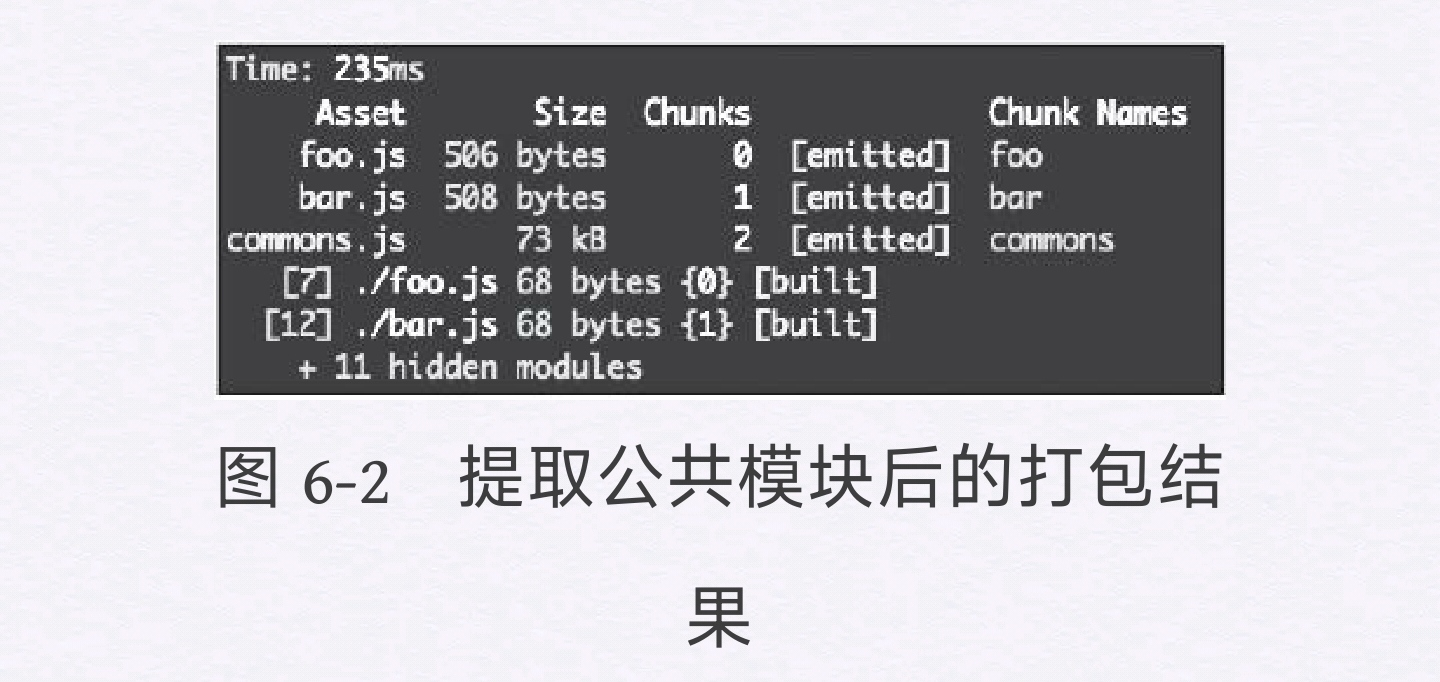 Time: 235ms
Asset Size Chunks Chunk Names
foo.js 506 bytes 0 [emitted] foo
bar.js 508 bytes 1 [emitted] bar
commons.js 73 kB 2 [emitted] commons
[7] ./foo.js 68 bytes {0} [built]
[12] ./bar.js 68 bytes {1} [built]
+ 11 hidden modules
图 6-2 提取公共模块后的打包结
果